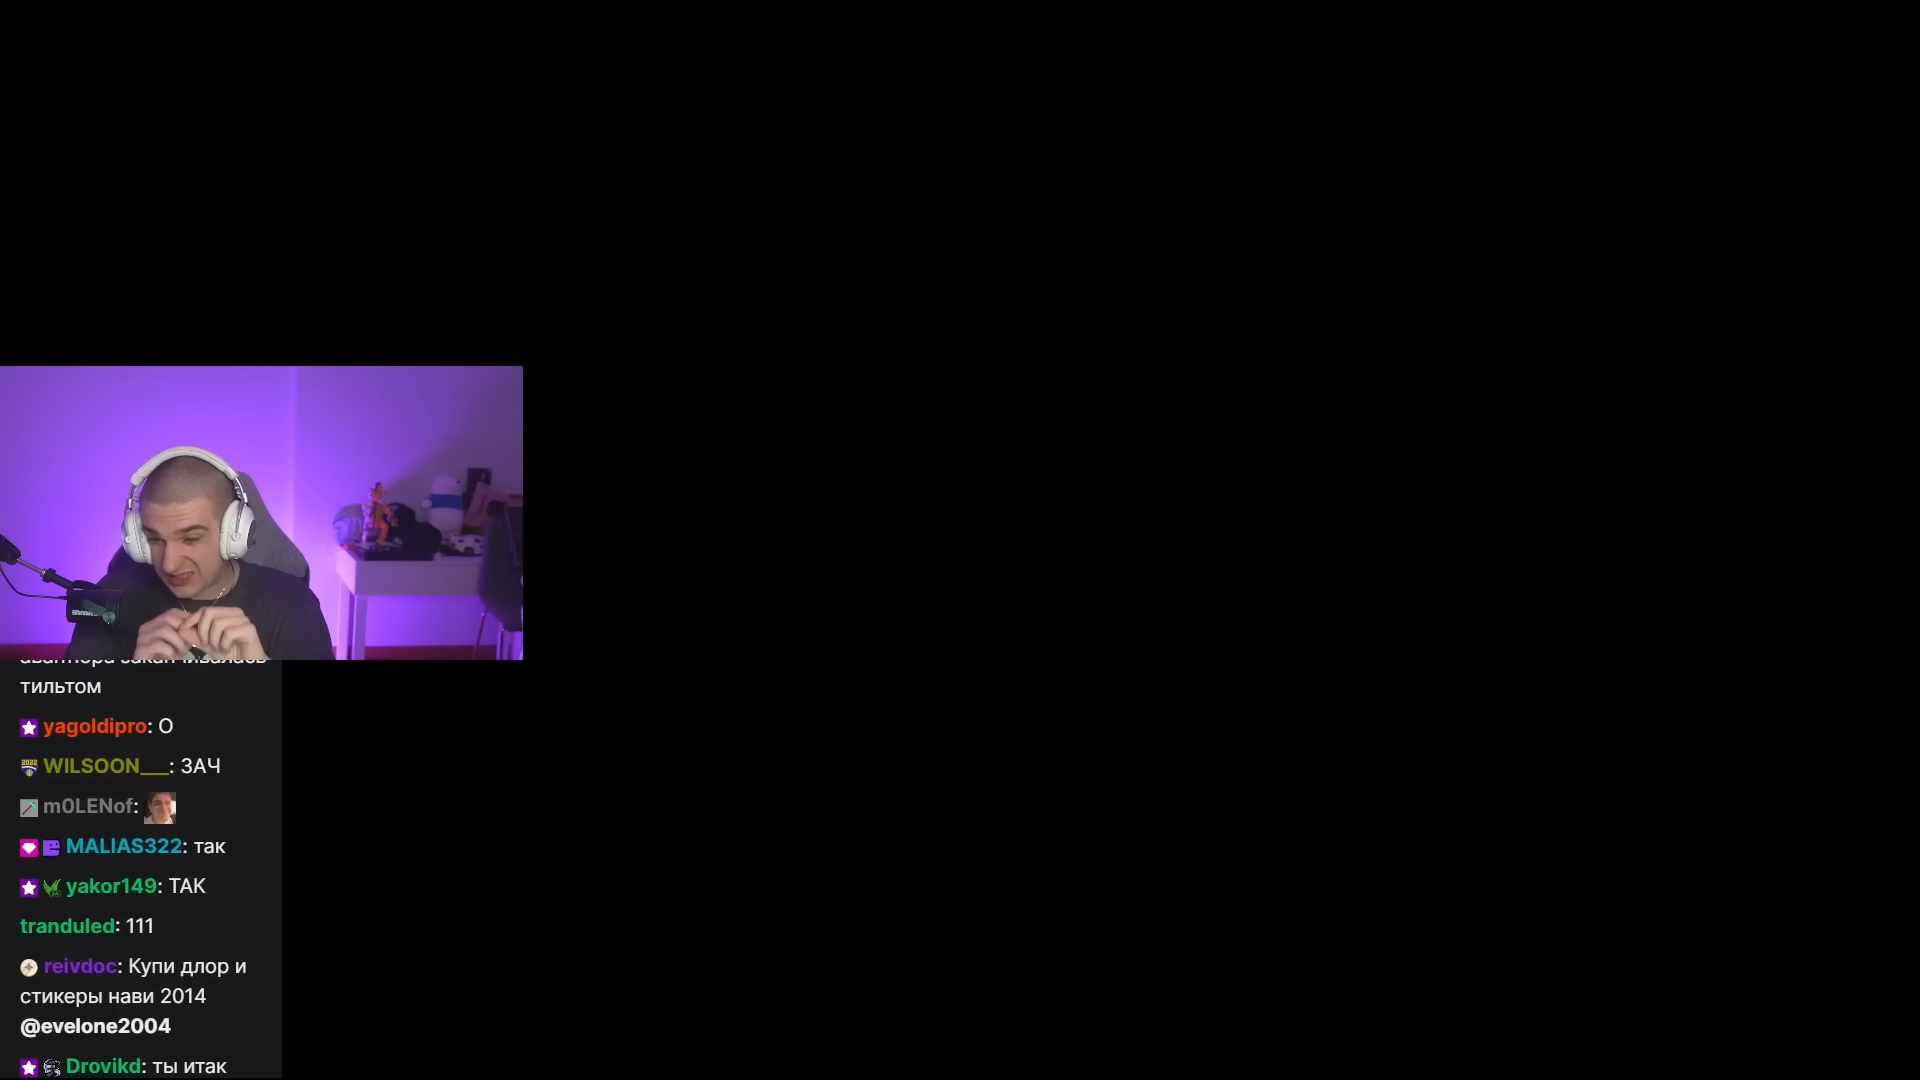 тильтом
yagoldipro: О
WILSOON___: ЗАЧ
m0LENof:
MALIAS322: так
yakor149: ТАК
tranduled: 111
reivdoc: Купи длор и
стикеры нави 2014
@evelone2004
Drovikd: ты итак